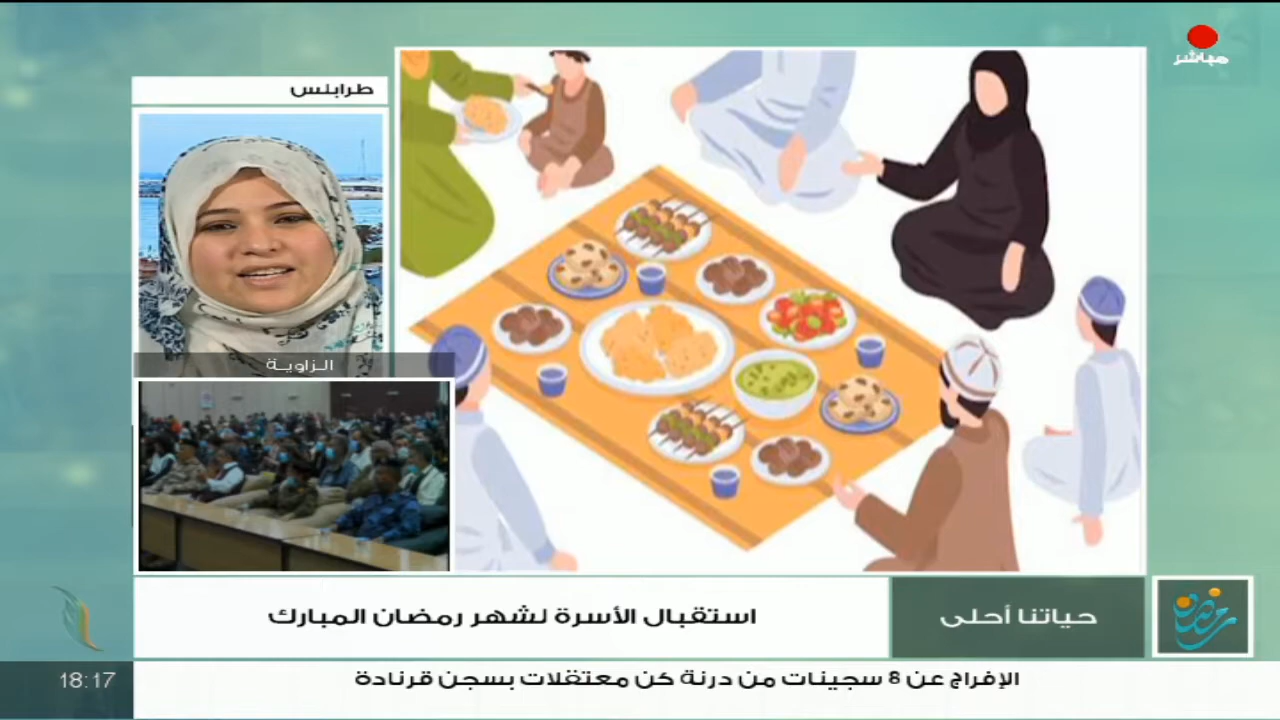 مباشر
طرابلس
الزاوية
حياتنا أحلى
استقبال الأسرة لشهر رمضان المبارك
رمضان
18:17
الإفراج عن 8 سجينات من درنة كن معتقلات بسجن قرنادة